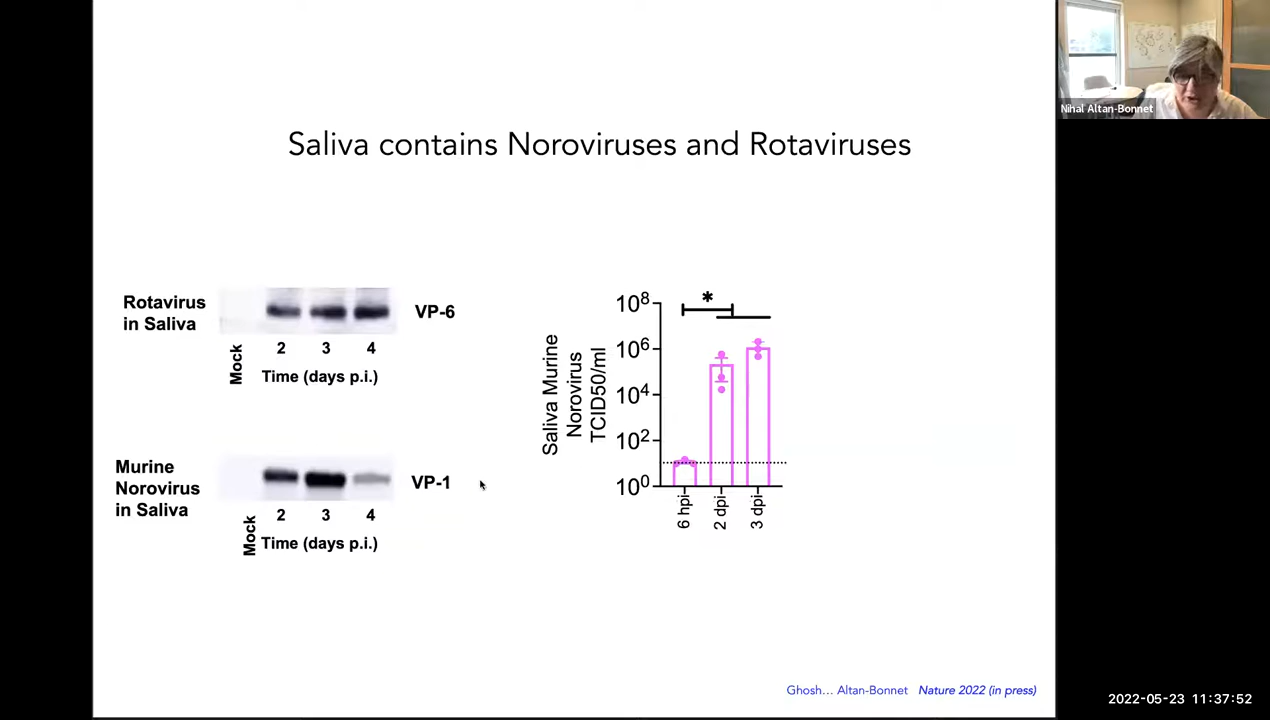 Nihal Altan-Bonnet
Saliva contains Noroviruses and Rotaviruses
Rotavirus
in Saliva
VP-6
Mock
2 3 4
Time (days p.i.)
Murine
Norovirus
in Saliva
VP-1
Mock
2 3 4
Time (days p.i.)
Saliva Murine
Norovirus
TCID50/ml
10⁸
10⁶
10⁴
10²
10⁰
*
6 hpi
2 dpi
3 dpi
Ghosh... Altan-Bonnet Nature 2022 (in press)
2022-05-23 11:37:52